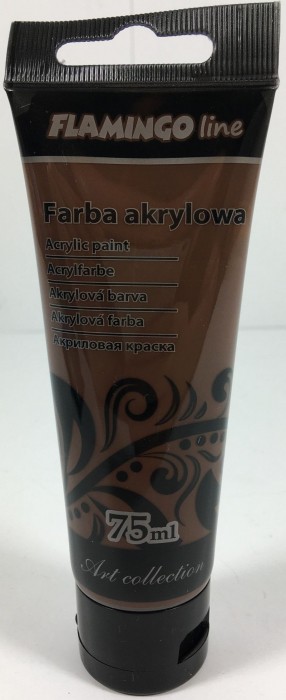 FLAMINGO line
Farba akrylowa
Acrylic paint
Acrylfarbe
Akrylová barva
Akrylová farba
Акриловая краска
75ml
Art collection